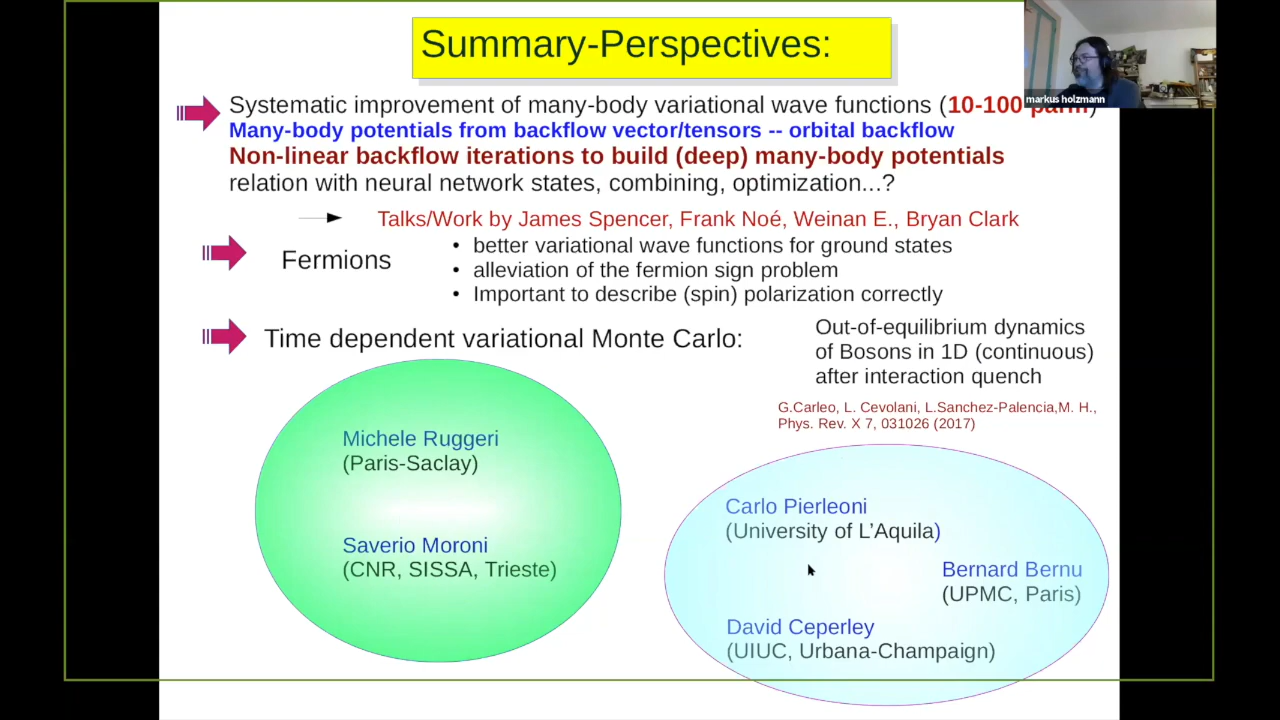 Summary-Perspectives:
markus holzmann
Systematic improvement of many-body variational wave functions (10-100
Many-body potentials from backflow vector/tensors -- orbital backflow
Non-linear backflow iterations to build (deep) many-body potentials
relation with neural network states, combining, optimization...?
Talks/Work by James Spencer, Frank Noé, Weinan E., Bryan Clark
Fermions
• better variational wave functions for ground states
• alleviation of the fermion sign problem
• Important to describe (spin) polarization correctly
Time dependent variational Monte Carlo:
Out-of-equilibrium dynamics
of Bosons in 1D (continuous)
after interaction quench
G.Carleo, L. Cevolani, L.Sanchez-Palencia,M. H.,
Phys. Rev. X 7, 031026 (2017)
Michele Ruggeri
(Paris-Saclay)
Saverio Moroni
(CNR, SISSA, Trieste)
Carlo Pierleoni
(University of L’Aquila)
Bernard Bernu
(UPMC, Paris)
David Ceperley
(UIUC, Urbana-Champaign)